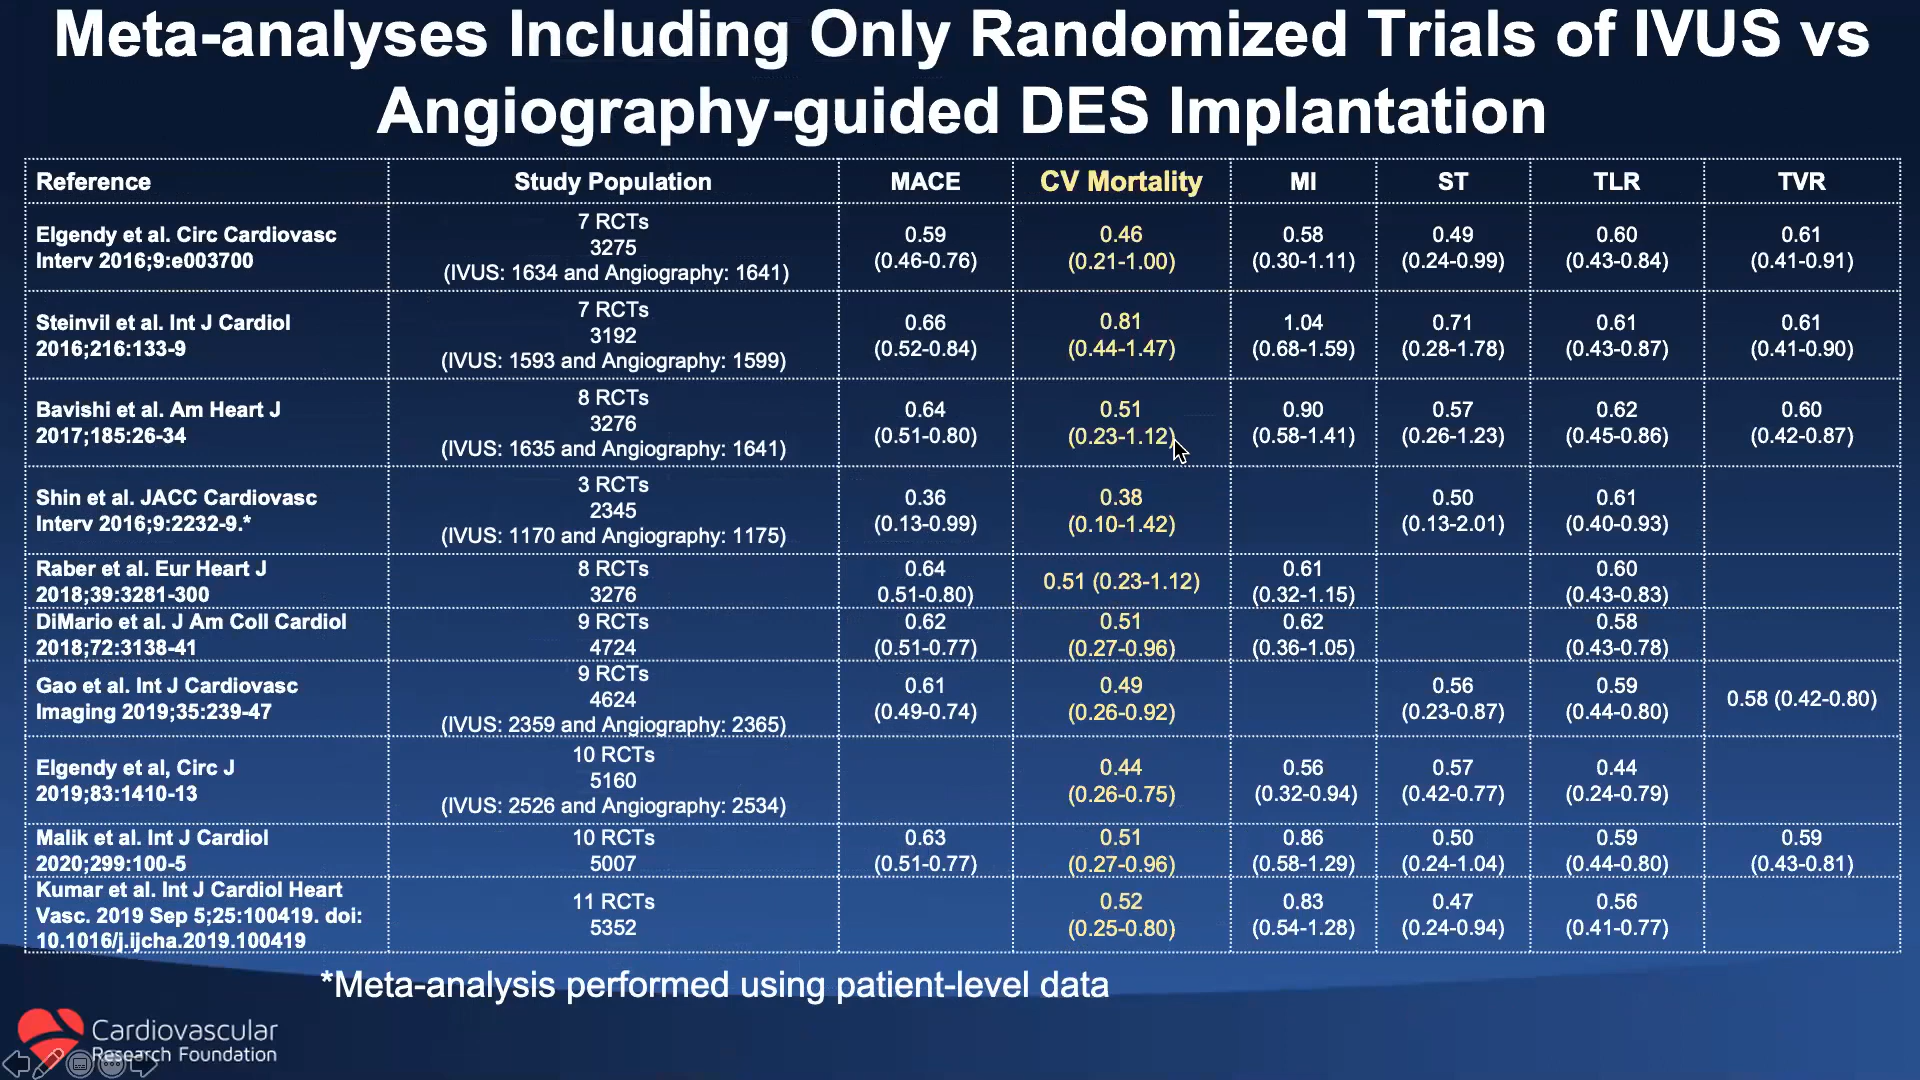 Meta-analyses Including Only Randomized Trials of IVUS vs
Angiography-guided DES Implantation
Reference
Study Population
MACE
CV Mortality
MI
ST
TLR
TVR
Elgendy et al. Circ Cardiovasc
Interv 2016;9:e003700
7 RCTs
3275
(IVUS: 1634 and Angiography: 1641)
0.59
(0.46-0.76)
0.46
(0.21-1.00)
0.58
(0.30-1.11)
0.49
(0.24-0.99)
0.60
(0.43-0.84)
0.61
(0.41-0.91)
Steinvil et al. Int J Cardiol
2016;216:133-9
7 RCTs
3192
(IVUS: 1593 and Angiography: 1599)
0.66
(0.52-0.84)
0.81
(0.44-1.47)
1.04
(0.68-1.59)
0.71
(0.28-1.78)
0.61
(0.43-0.87)
0.61
(0.41-0.90)
Bavishi et al. Am Heart J
2017;185:26-34
8 RCTs
3276
(IVUS: 1635 and Angiography: 1641)
0.64
(0.51-0.80)
0.51
(0.23-1.12)
0.90
(0.58-1.41)
0.57
(0.26-1.23)
0.62
(0.45-0.86)
0.60
(0.42-0.87)
Shin et al. JACC Cardiovasc
Interv 2016;9:2232-9.*
3 RCTs
2345
(IVUS: 1170 and Angiography: 1175)
0.36
(0.13-0.99)
0.38
(0.10-1.42)
0.50
(0.13-2.01)
0.61
(0.40-0.93)
Raber et al. Eur Heart J
2018;39:3281-300
8 RCTs
3276
0.64
0.51-0.80)
0.51 (0.23-1.12)
0.61
(0.32-1.15)
0.60
(0.43-0.83)
DiMario et al. J Am Coll Cardiol
2018;72:3138-41
9 RCTs
4724
0.62
(0.51-0.77)
0.51
(0.27-0.96)
0.62
(0.36-1.05)
0.58
(0.43-0.78)
Gao et al. Int J Cardiovasc
Imaging 2019;35:239-47
9 RCTs
4624
(IVUS: 2359 and Angiography: 2365)
0.61
(0.49-0.74)
0.49
(0.26-0.92)
0.56
(0.23-0.87)
0.59
(0.44-0.80)
0.58 (0.42-0.80)
Elgendy et al, Circ J
2019;83:1410-13
10 RCTs
5160
(IVUS: 2526 and Angiography: 2534)
0.44
(0.26-0.75)
0.56
(0.32-0.94)
0.57
(0.42-0.77)
0.44
(0.24-0.79)
Malik et al. Int J Cardiol
2020;299:100-5
10 RCTs
5007
0.63
(0.51-0.77)
0.51
(0.27-0.96)
0.86
(0.58-1.29)
0.50
(0.24-1.04)
0.59
(0.44-0.80)
0.59
(0.43-0.81)
Kumar et al. Int J Cardiol Heart
Vasc. 2019 Sep 5;25:100419. doi:
10.1016/j.ijcha.2019.100419
11 RCTs
5352
0.52
(0.25-0.80)
0.83
(0.54-1.28)
0.47
(0.24-0.94)
0.56
(0.41-0.77)
*Meta-analysis performed using patient-level data
Cardiovascular
Research Foundation